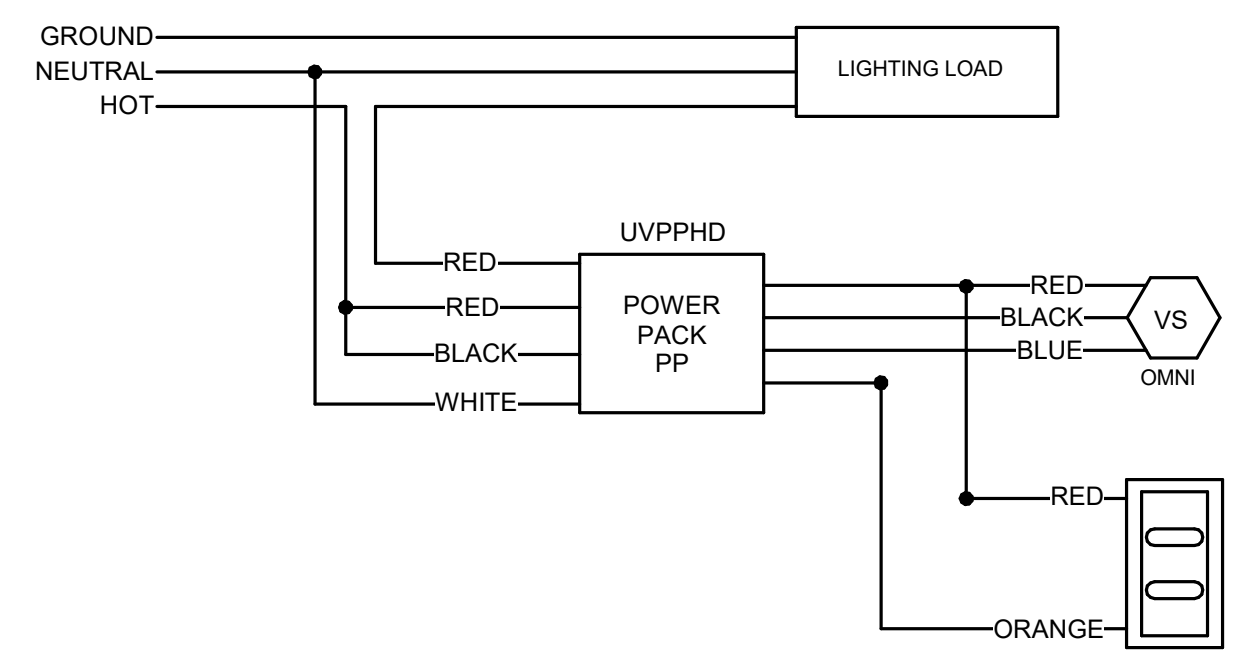 GROUND
NEUTRAL
HOT
LIGHTING LOAD
UVPPHD
RED
RED
BLACK
WHITE
POWER
PACK
PP
RED
BLACK
BLUE
VS
OMNI
RED
ORANGE